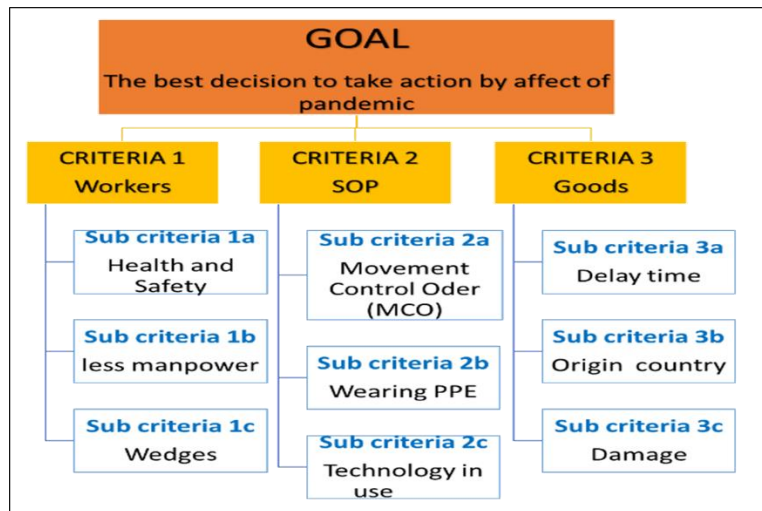 GOAL
The best decision to take action by affect of
pandemic
CRITERIA 1
Workers
CRITERIA 2
SOP
CRITERIA 3
Goods
Sub criteria 1a
Health and
Safety
Sub criteria 1b
less manpower
Sub criteria 1c
Wedges
Sub criteria 2a
Movement
Control Oder
(MCO)
Sub criteria 2b
Wearing PPE
Sub criteria 2c
Technology in
use
Sub criteria 3a
Delay time
Sub criteria 3b
Origin country
Sub criteria 3c
Damage